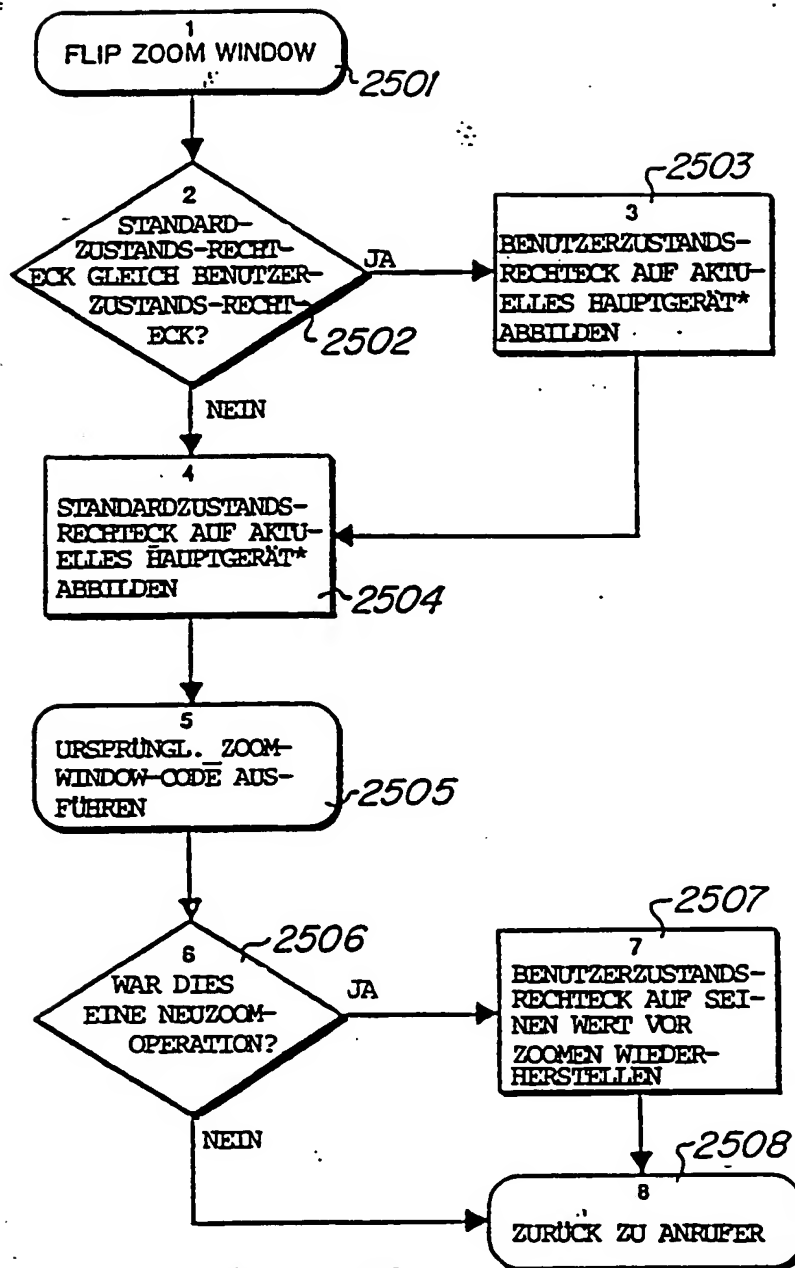 1
FLIP ZOOM WINDOW
2501
2
STANDARD-
ZUSTANDS-RECHT-
ECK GLEICH BENUTZER-
ZUSTANDS-RECHT-
ECK?
2502
JA
2503
3
BENUTZERZUSTANDS-
RECHTECK AUF AKTU-
ELLES HAUPTGERÄT*
ABBILDEN
NEIN
4
STANDARDZUSTANDS-
RECHTECK AUF AKTU-
ELLES HAUPTGERÄT*
ABBILDEN
2504
5
URSPRÜNGL. ZOOM-
WINDOW-CODE AUS-
FÜHREN
2505
6
WAR DIES
EINE NEUZOOM-
OPERATION?
2506
JA
2507
7
BENUTZERZUSTANDS-
RECHTECK AUF SEI-
NEN WERT VOR
ZOOMEN WIEDER-
HERSTELLEN
NEIN
2508
8
ZURÜCK ZU ANRUFER